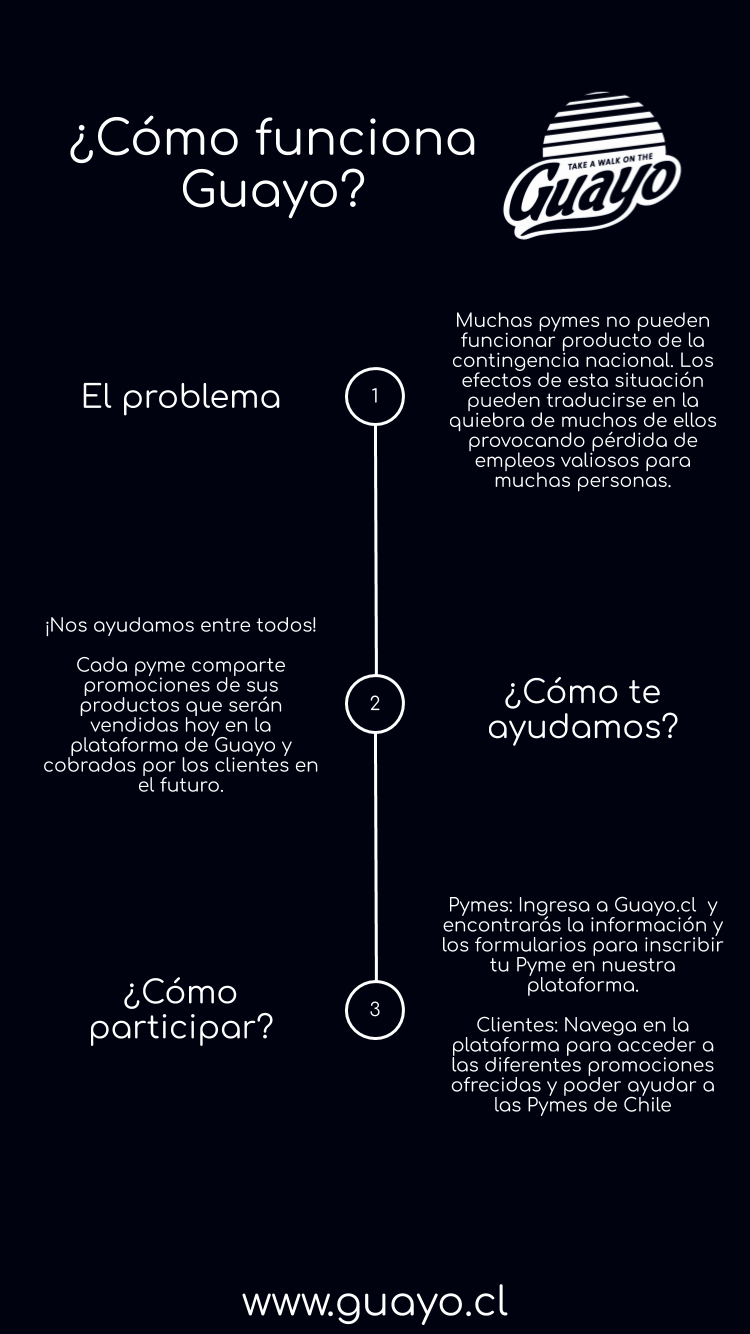 ¿Cómo funciona
Guayo?
TAKE A WALK ON THE
Guayo
El problema
1
Muchas pymes no pueden
funcionar producto de la
contingencia nacional. Los
efectos de esta situación
pueden traducirse en la
quiebra de muchos de ellos
provocando pérdida de
empleos valiosos para
muchas personas.
¡Nos ayudamos entre todos!
Cada pyme comparte
promociones de sus
productos que serán
vendidas hoy en la
plataforma de Guayo y
cobradas por los clientes en
el futuro.
2
¿Cómo te
ayudamos?
¿Cómo
participar?
3
Pymes: Ingresa a Guayo.cl y
encontrarás la información y
los formularios para inscribir
tu Pyme en nuestra
plataforma.
Clientes: Navega en la
plataforma para acceder a
las diferentes promociones
ofrecidas y poder ayudar a
las Pymes de Chile
www.guayo.cl